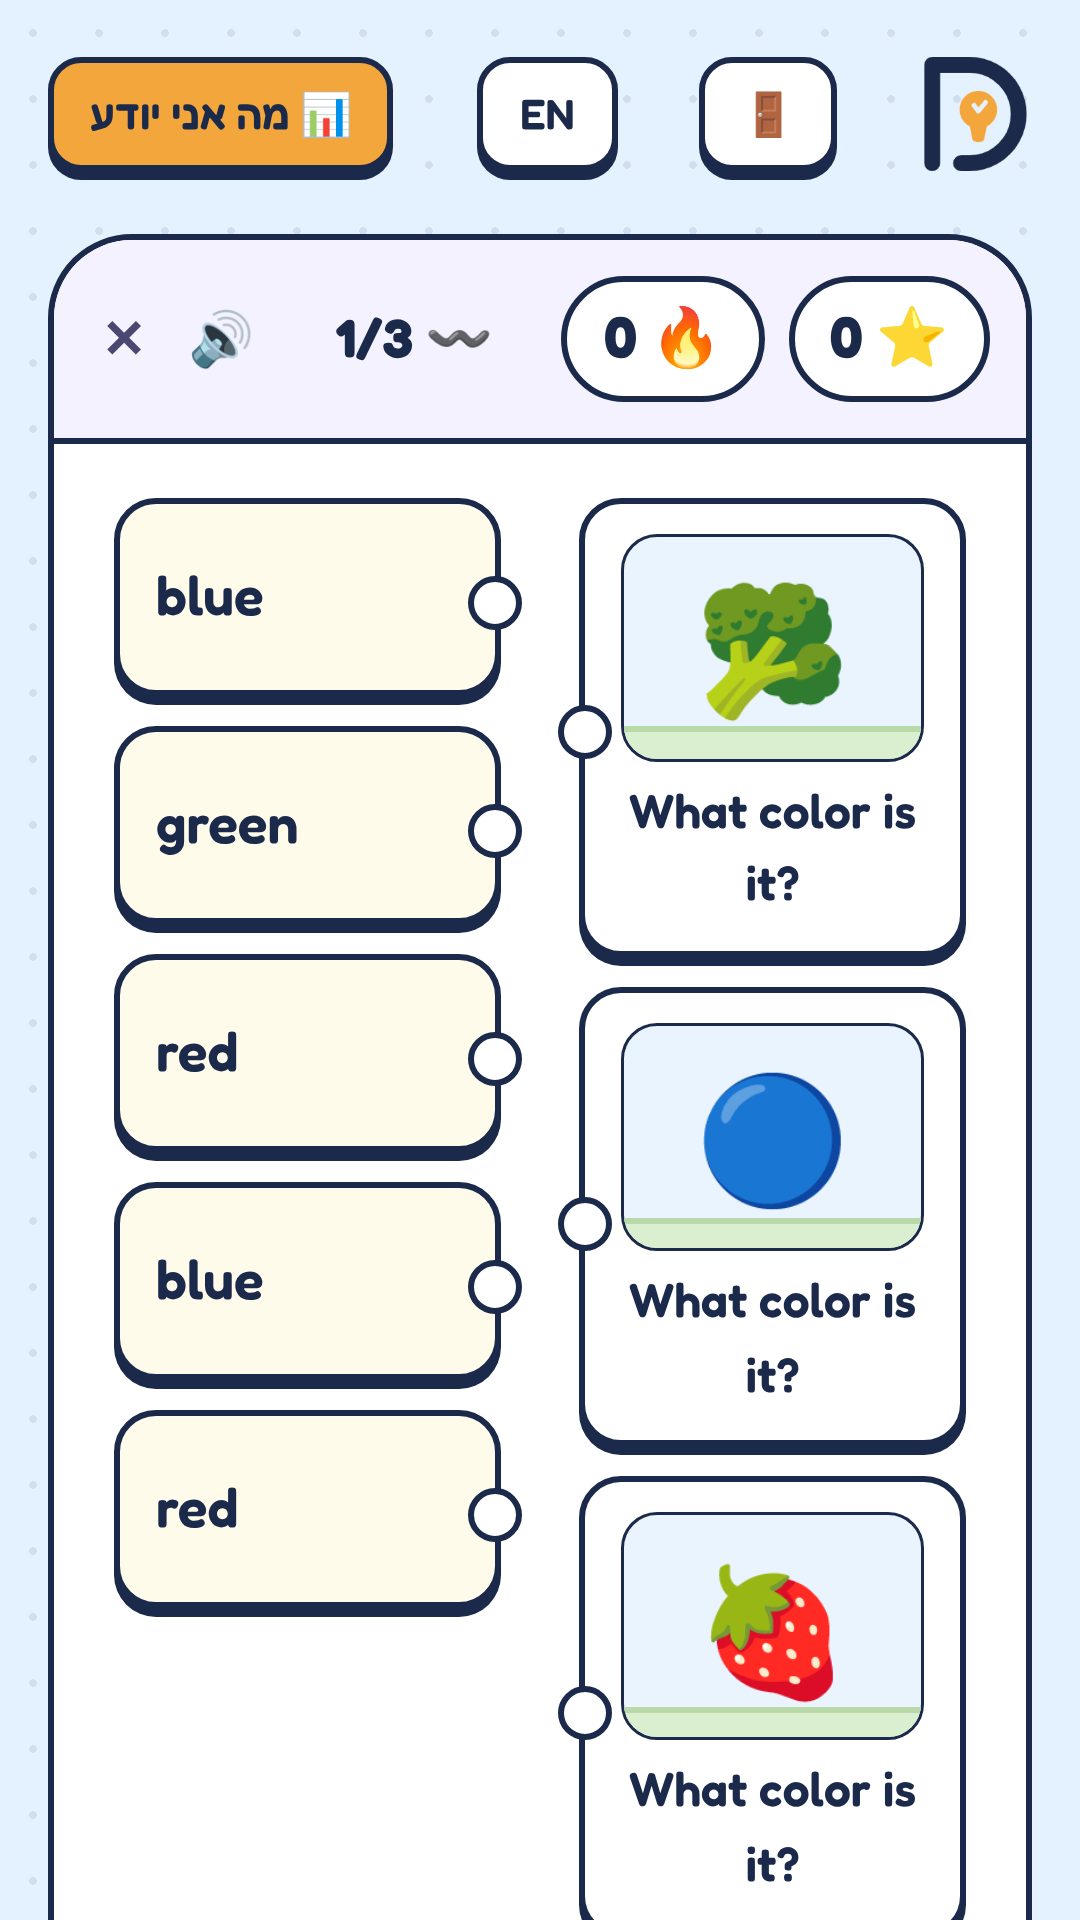 מה אני יודע
EN
1/3
0
0
blue
green
red
blue
red
What color is
it?
What color is
it?
What color is
it?